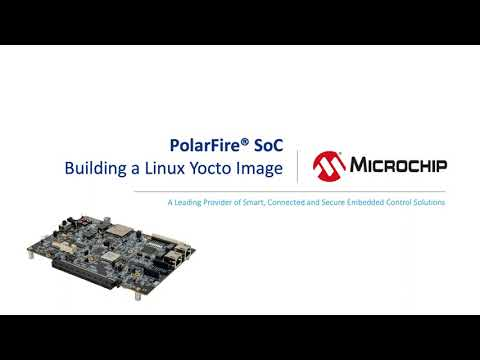 PolarFire® SoC
Building a Linux Yocto Image
MICROCHIP
A Leading Provider of Smart, Connected and Secure Embedded Control Solutions